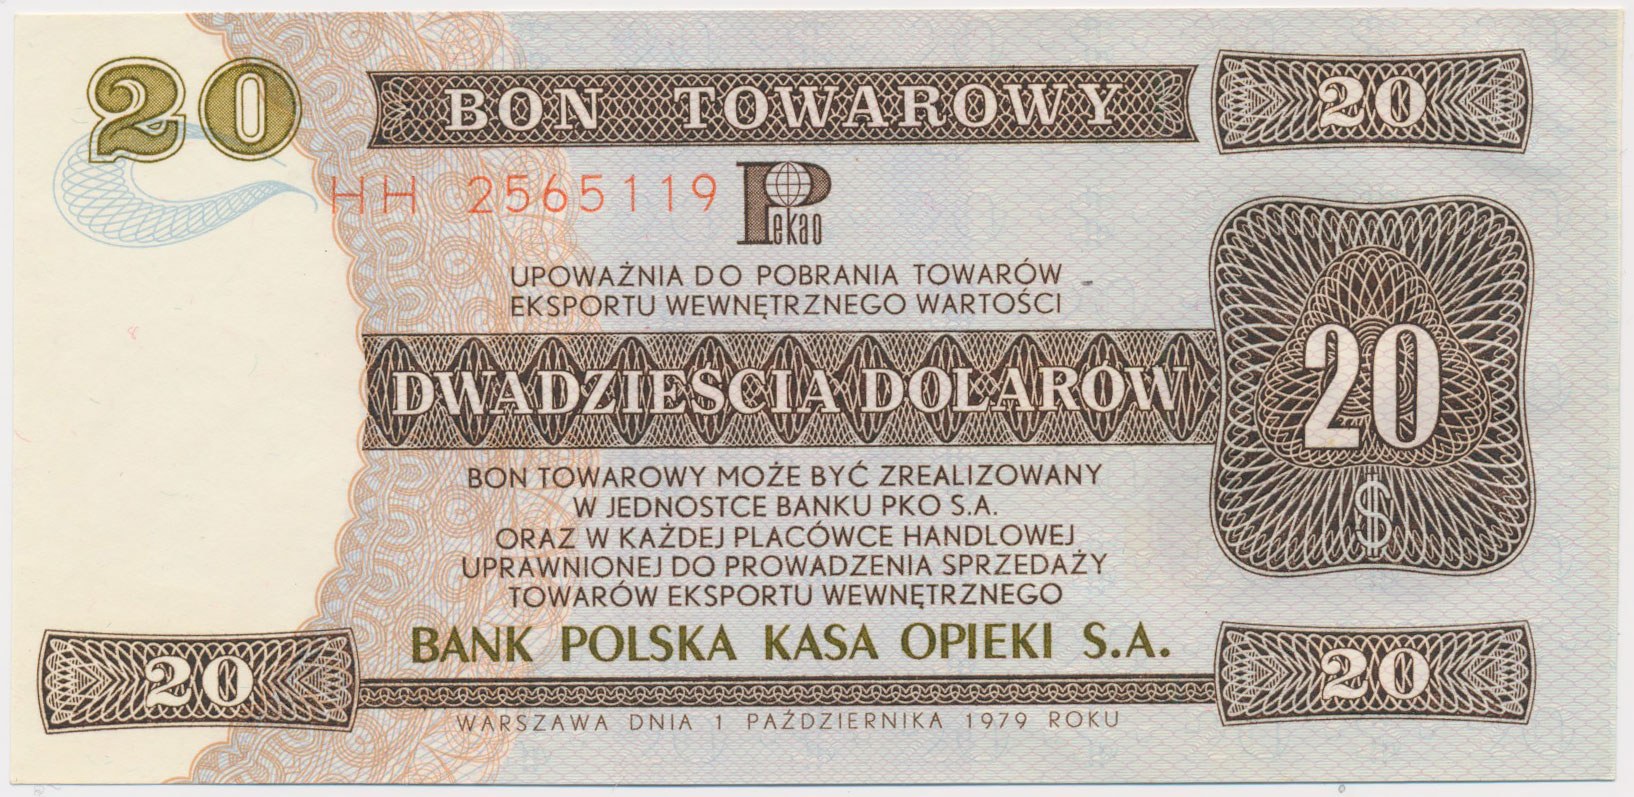 20
BON TOWAROWY
20
HH 2565119
Pekao
UPOWAŻNIA DO POBRANIA TOWARÓW
EKSPORTU WEWNĘTRZNEGO WARTOŚCI
DWADZIEŚCIA DOLARÓW
20
$
BON TOWAROWY MOŻE BYĆ ZREALIZOWANY
W JEDNOSTCE BANKU PKO S.A.
ORAZ W KAŻDEJ PLACÓWCE HANDLOWEJ
UPRAWNIONEJ DO PROWADZENIA SPRZEDAŻY
TOWARÓW EKSPORTU WEWNĘTRZNEGO
BANK POLSKA KASA OPIEKI S.A.
20
20
WARSZAWA DNIA 1 PAŹDZIERNIKA 1979 ROKU